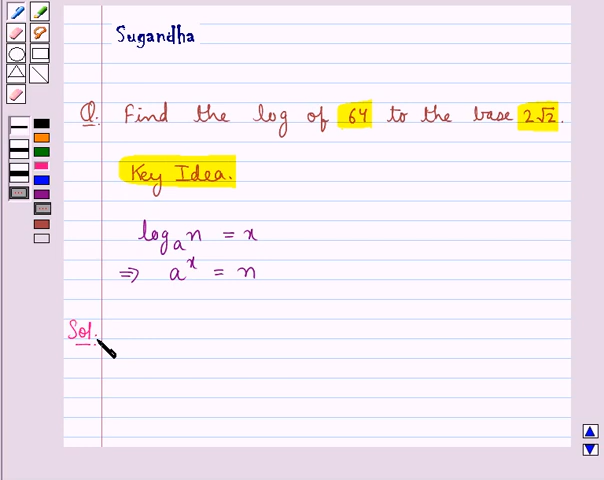 Sugandha
Q. Find the log of 64 to the base 2√2.
Key Idea.
logₐn = x
⇒ aˣ = n
Sol.